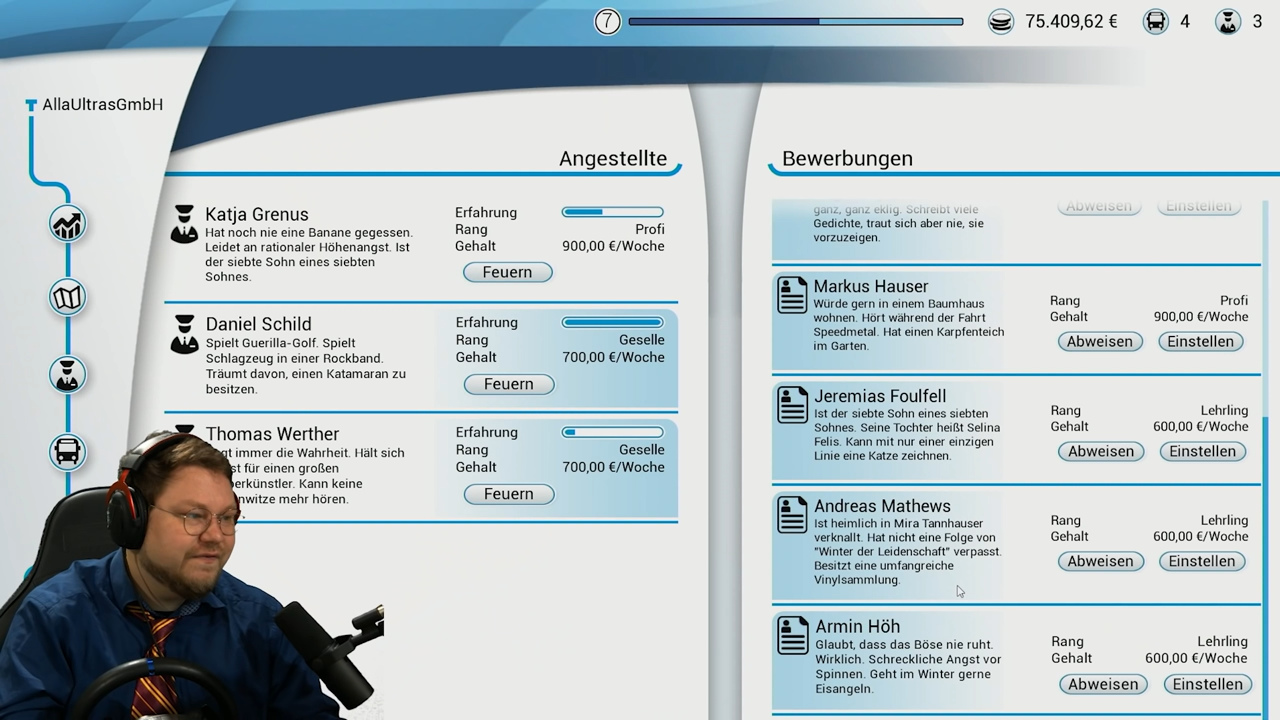 7
75.409,62 €
4
3
AllaUltrasGmbH
Angestellte
Katja Grenus
Hat noch nie eine Banane gegessen.
Leidet an rationaler Höhenangst. Ist
der siebte Sohn eines siebten
Sohnes.
Erfahrung
Rang Profi
Gehalt 900,00 €/Woche
Feuern
Daniel Schild
Spielt Guerilla-Golf. Spielt
Schlagzeug in einer Rockband.
Träumt davon, einen Katamaran zu
besitzen.
Erfahrung
Rang Geselle
Gehalt 700,00 €/Woche
Feuern
Thomas Werther
immer die Wahrheit. Hält sich
für einen großen
Kann keine
mehr hören.
Erfahrung
Rang Geselle
Gehalt 700,00 €/Woche
Feuern
Bewerbungen
ganz, ganz eklig. Schreibt viele
Gedichte, traut sich aber nie, sie
vorzuzeigen.
Abweisen Einstellen
Markus Hauser
Würde gern in einem Baumhaus
wohnen. Hört während der Fahrt
Speedmetal. Hat einen Karpfenteich
im Garten.
Rang Profi
Gehalt 900,00 €/Woche
Abweisen Einstellen
Jeremias Foulfell
Ist der siebte Sohn eines siebten
Sohnes. Seine Tochter heißt Selina
Felis. Kann mit nur einer einzigen
Linie eine Katze zeichnen.
Rang Lehrling
Gehalt 600,00 €/Woche
Abweisen Einstellen
Andreas Mathews
Ist heimlich in Mira Tannhauser
verknallt. Hat nicht eine Folge von
"Winter der Leidenschaft" verpasst.
Besitzt eine umfangreiche
Vinylsammlung.
Rang Lehrling
Gehalt 600,00 €/Woche
Abweisen Einstellen
Armin Höh
Glaubt, dass das Böse nie ruht.
Wirklich. Schreckliche Angst vor
Spinnen. Geht im Winter gerne
Eisangeln.
Rang Lehrling
Gehalt 600,00 €/Woche
Abweisen Einstellen